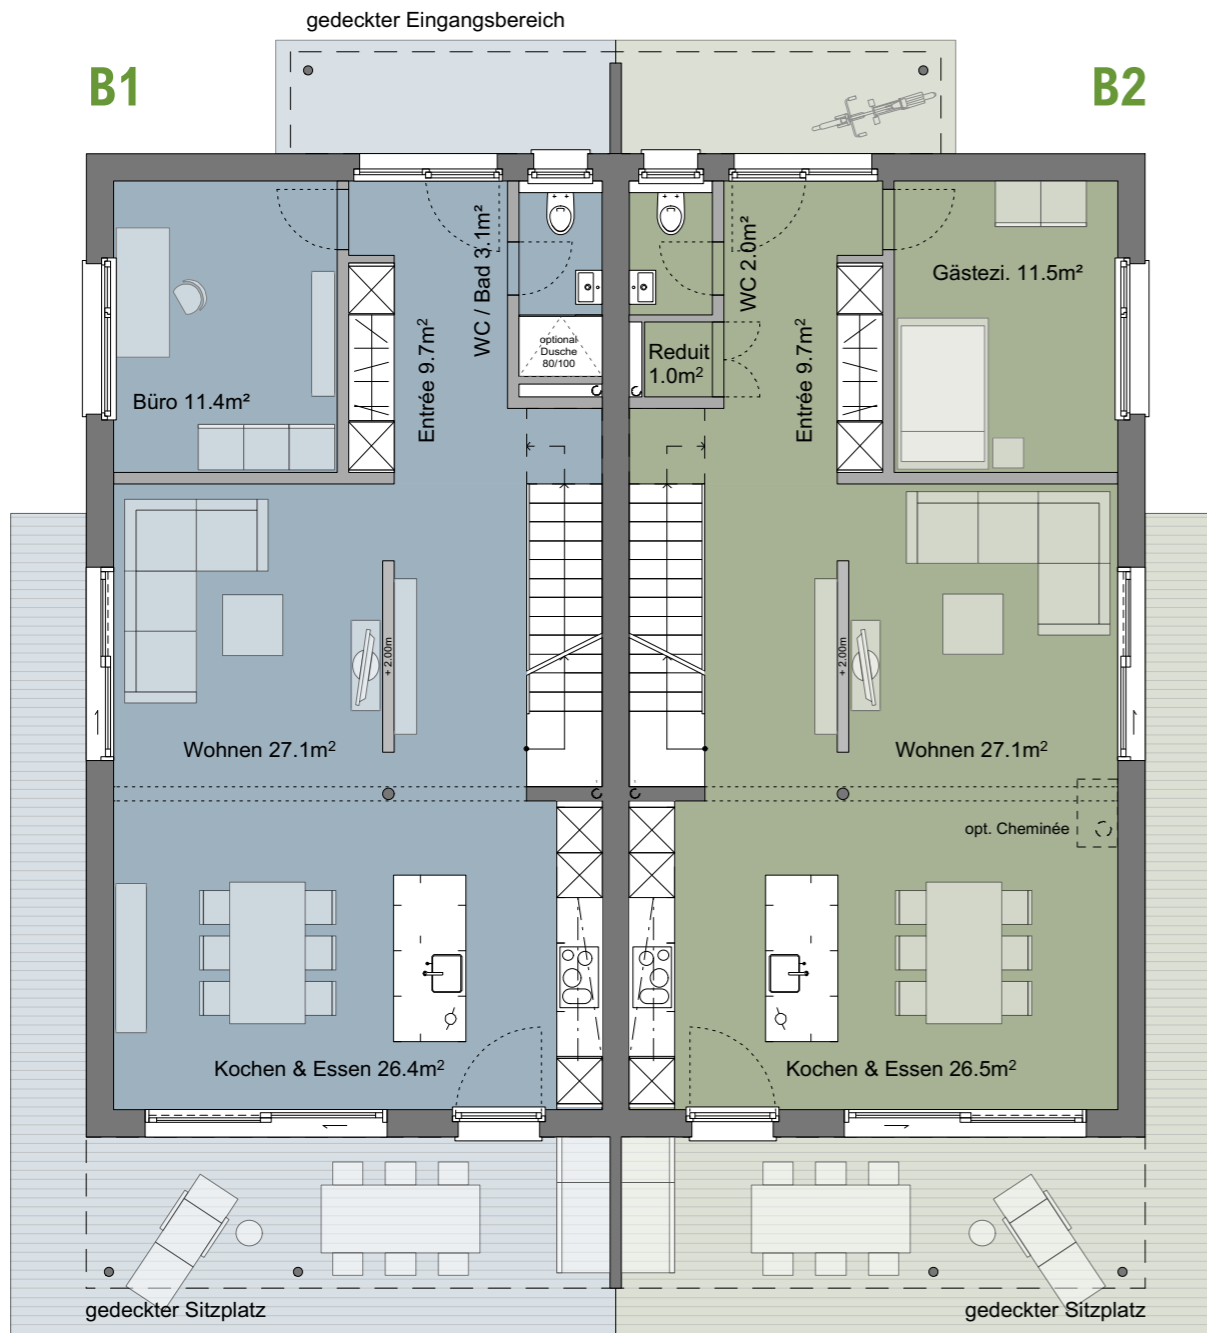 gedeckter Eingangsbereich
B1
B2
WC / Bad 3.1m²
WC 2.0m²
Gästezi. 11.5m²
optional
Dusche
80/100
Reduit
1.0m²
Entrée 9.7m²
Entrée 9.7m²
Büro 11.4m²
+ 2.00m
+ 2.00m
Wohnen 27.1m²
Wohnen 27.1m²
opt. Cheminée
Kochen & Essen 26.4m²
Kochen & Essen 26.5m²
gedeckter Sitzplatz
gedeckter Sitzplatz